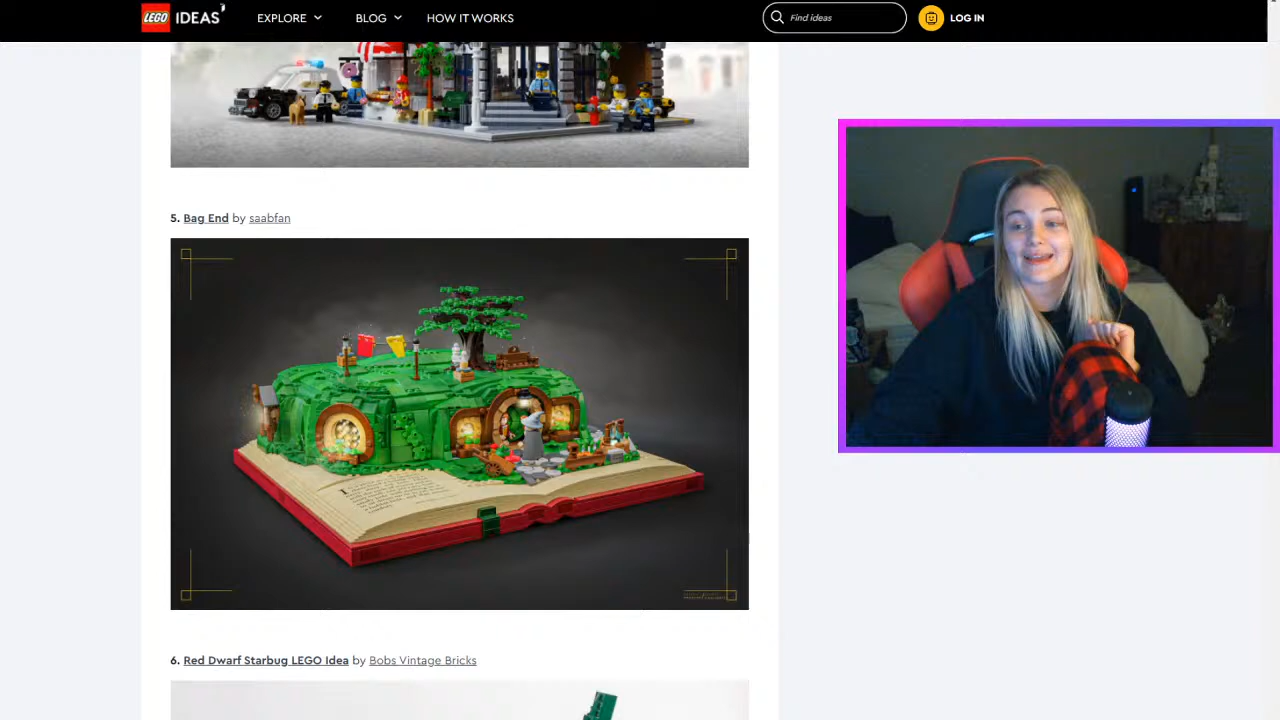 LEGO IDEAS EXPLORE BLOG HOW IT WORKS Find ideas LOG IN
5. Bag End by saabfan
6. Red Dwarf Starbug LEGO Idea by Bobs Vintage Bricks